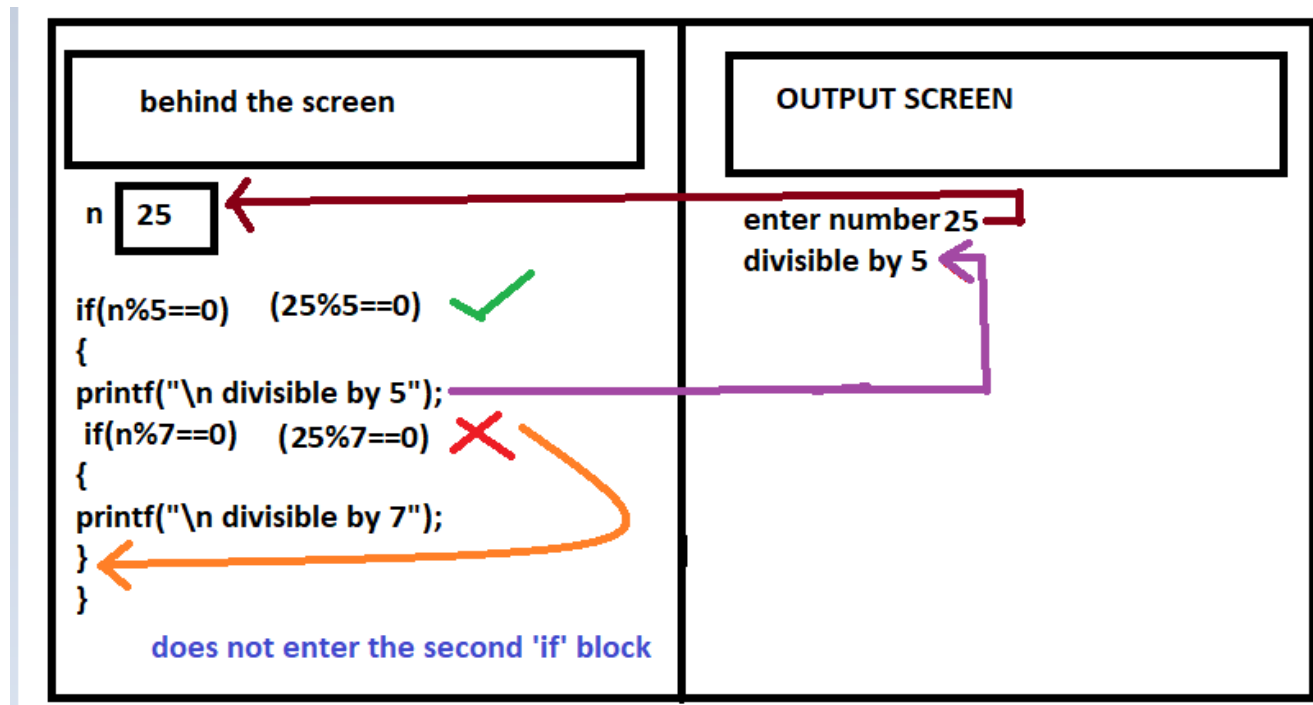 behind the screen
n 25
if(n%5==0) (25%5==0)
{
printf("\n divisible by 5");
if(n%7==0) (25%7==0)
{
printf("\n divisible by 7");
}
}
does not enter the second 'if' block
OUTPUT SCREEN
enter number 25
divisible by 5